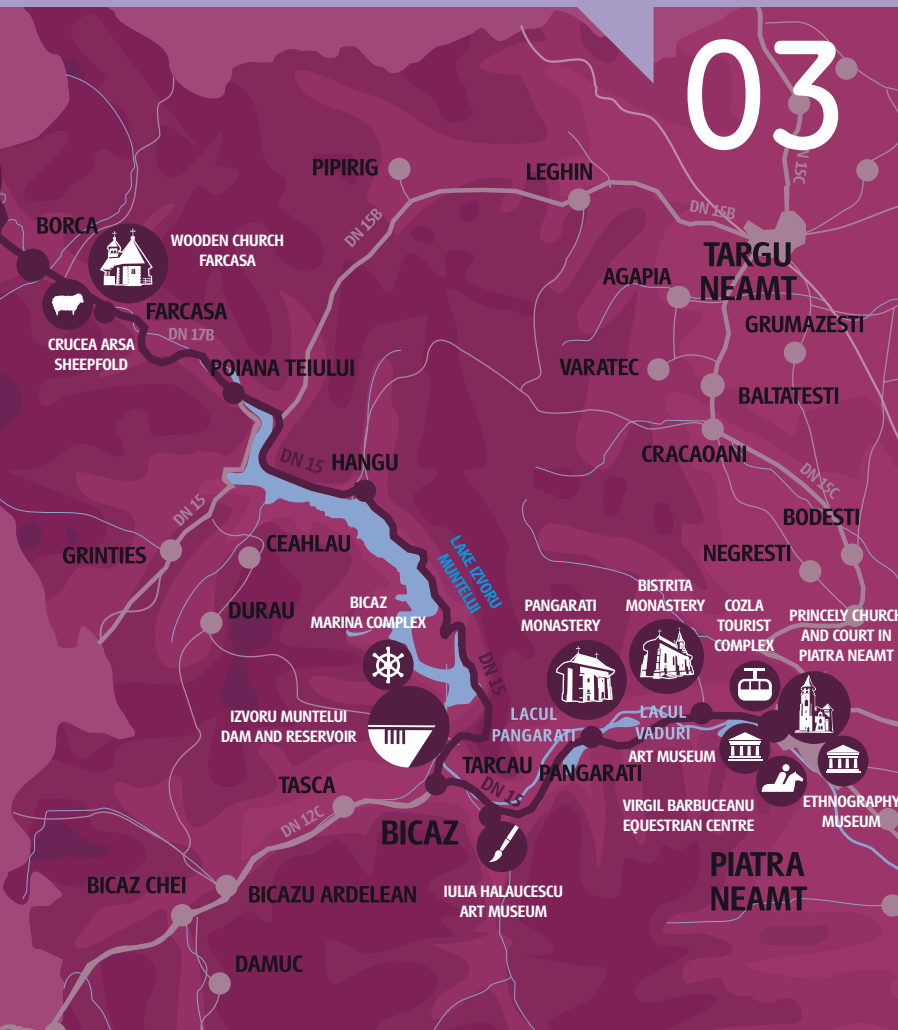 03
PIPIRIG
LEGHIN
DN 15C
DN 15B
DN 15B
BORCA
WOODEN CHURCH
FARCASA
TARGU
NEAMT
AGAPIA
FARCASA
DN 17B
GRUMAZESTI
CRUCEA ARSA
SHEEPFOLD
POIANA TEIULUI
VARATEC
BALTATESTI
CRACAOANI
DN 15
HANGU
DN 15C
DN 15
BODESTI
GRINTIES
CEAHLAU
LAKE IZVORU
MUNTELUI
NEGRESTI
DURAU
BICAZ
MARINA COMPLEX
PANGARATI
MONASTERY
BISTRITA
MONASTERY
COZLA
TOURIST
COMPLEX
PRINCELY CHURCH
AND COURT IN
PIATRA NEAMT
DN 15
IZVORU MUNTELUI
DAM AND RESERVOIR
LACUL
PANGARATI
LACUL
VADURI
ART MUSEUM
TARCAU
PANGARATI
TASCA
DN 15
DN 12C
VIRGIL BARBUCEANU
EQUESTRIAN CENTRE
ETHNOGRAPHY
MUSEUM
BICAZ
PIATRA
NEAMT
BICAZ CHEI
BICAZU ARDELEAN
IULIA HALAUCESCU
ART MUSEUM
DAMUC